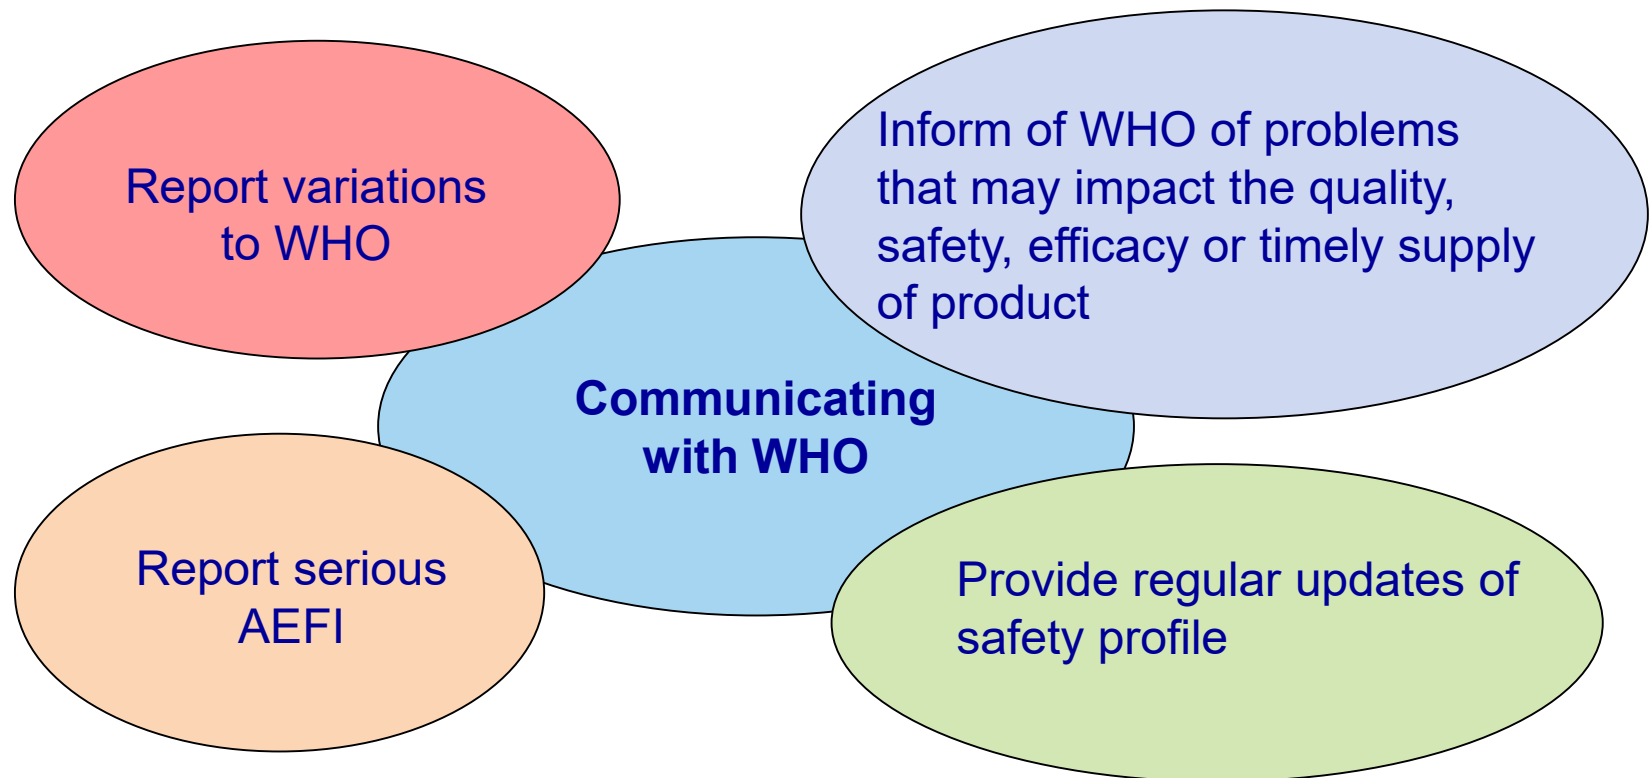 Report variations
to WHO
Inform of WHO of problems
that may impact the quality,
safety, efficacy or timely supply
of product
Communicating
with WHO
Report serious
AEFI
Provide regular updates of
safety profile